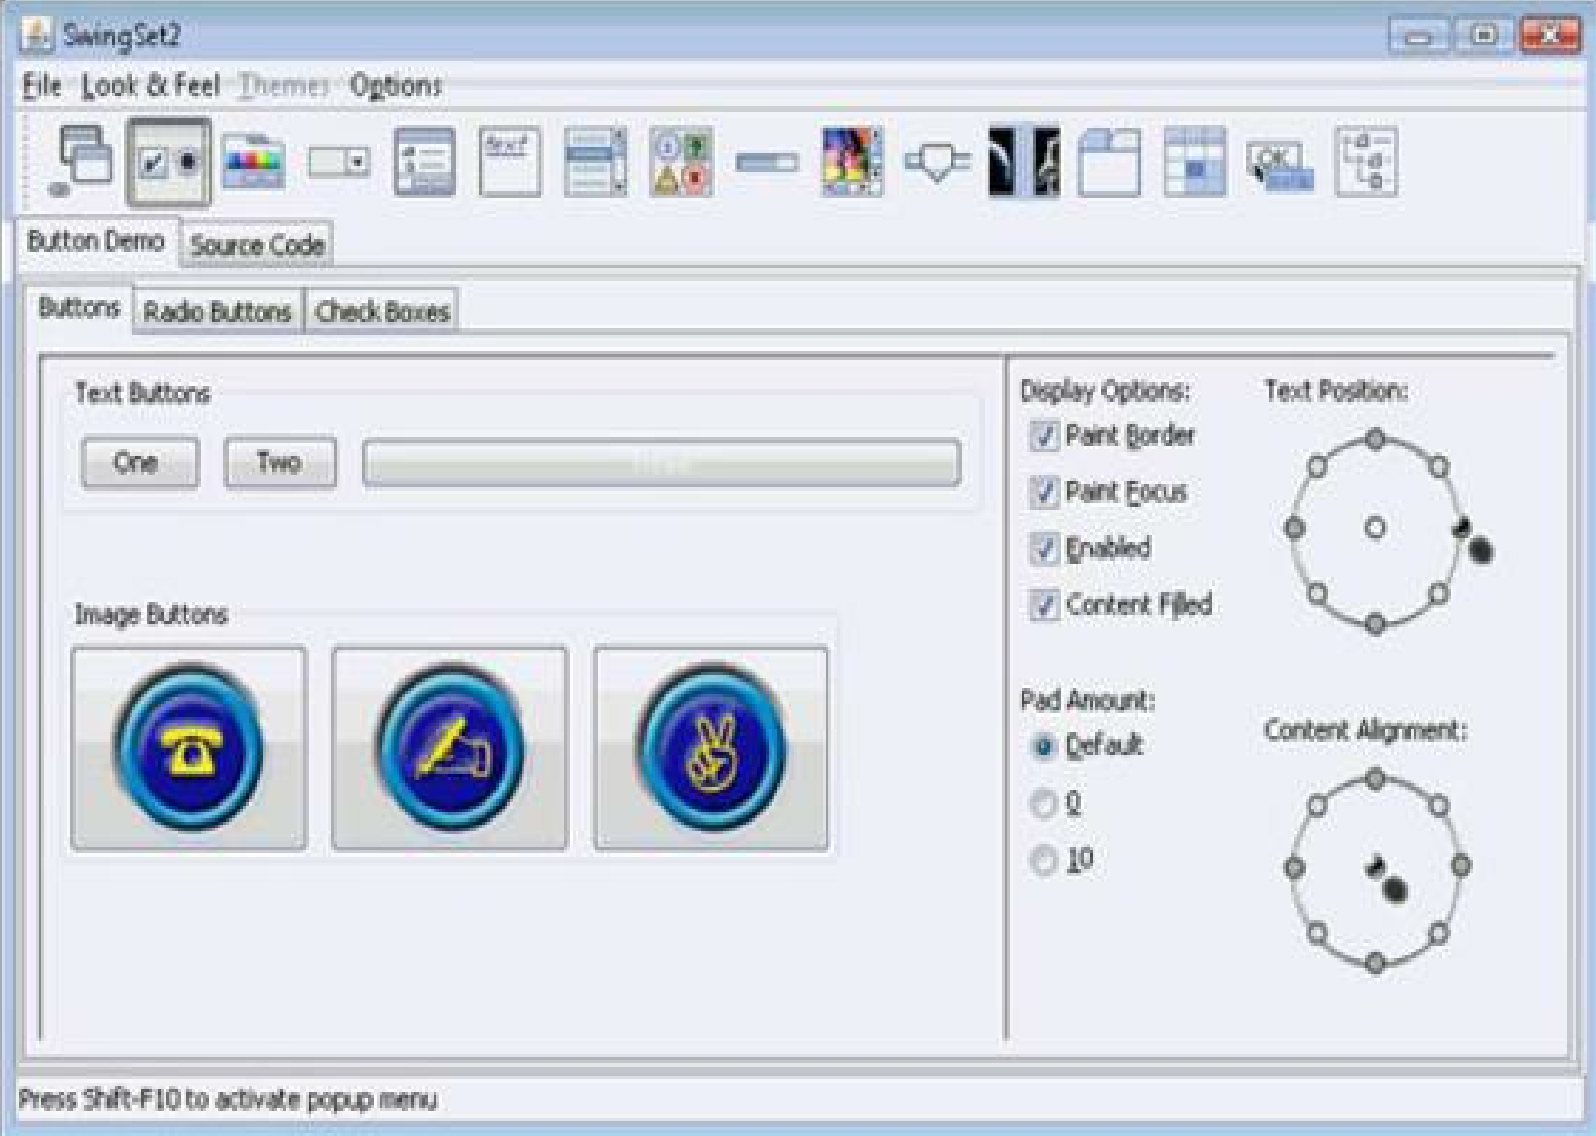 SwingSet2
File Look & Feel Themes Options
text
OK
Button Demo Source Code
Buttons Radio Buttons Check Boxes
Text Buttons
One Two
Image Buttons
Display Options:
Paint Border
Paint Focus
Enabled
Content Filled
Pad Amount:
Default
0
10
Text Position:
Content Alignment:
Press Shift-F10 to activate popup menu